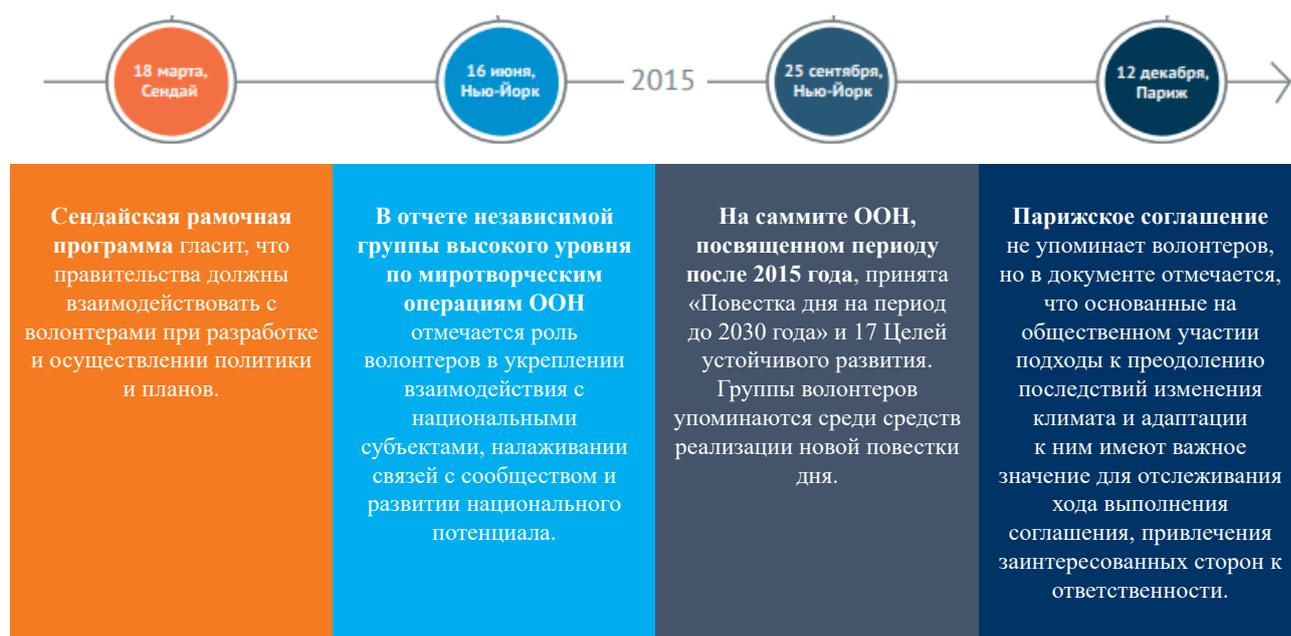 18 марта,
Сендай
16 июня,
Нью-Йорк
2015
25 сентября,
Нью-Йорк
12 декабря,
Париж
Сендайская рамочная
программа гласит, что
правительства должны
взаимодействовать с
волонтерами при разработке
и осуществлении политики
и планов.
В отчете независимой
группы высокого уровня
по миротворческим
операциям ООН
отмечается роль
волонтеров в укреплении
взаимодействия с
национальными
субъектами, налаживании
связей с сообществом и
развитии национального
потенциала.
На саммите ООН,
посвященном периоду
после 2015 года, принята
«Повестка дня на период
до 2030 года» и 17 Целей
устойчивого развития.
Группы волонтеров
упоминаются среди средств
реализации новой повестки
дня.
Парижское соглашение
не упоминает волонтеров,
но в документе отмечается,
что основанные на
общественном участии
подходы к преодолению
последствий изменения
климата и адаптации
к ним имеют важное
значение для отслеживания
хода выполнения
соглашения, привлечения
заинтересованных сторон к
ответственности.